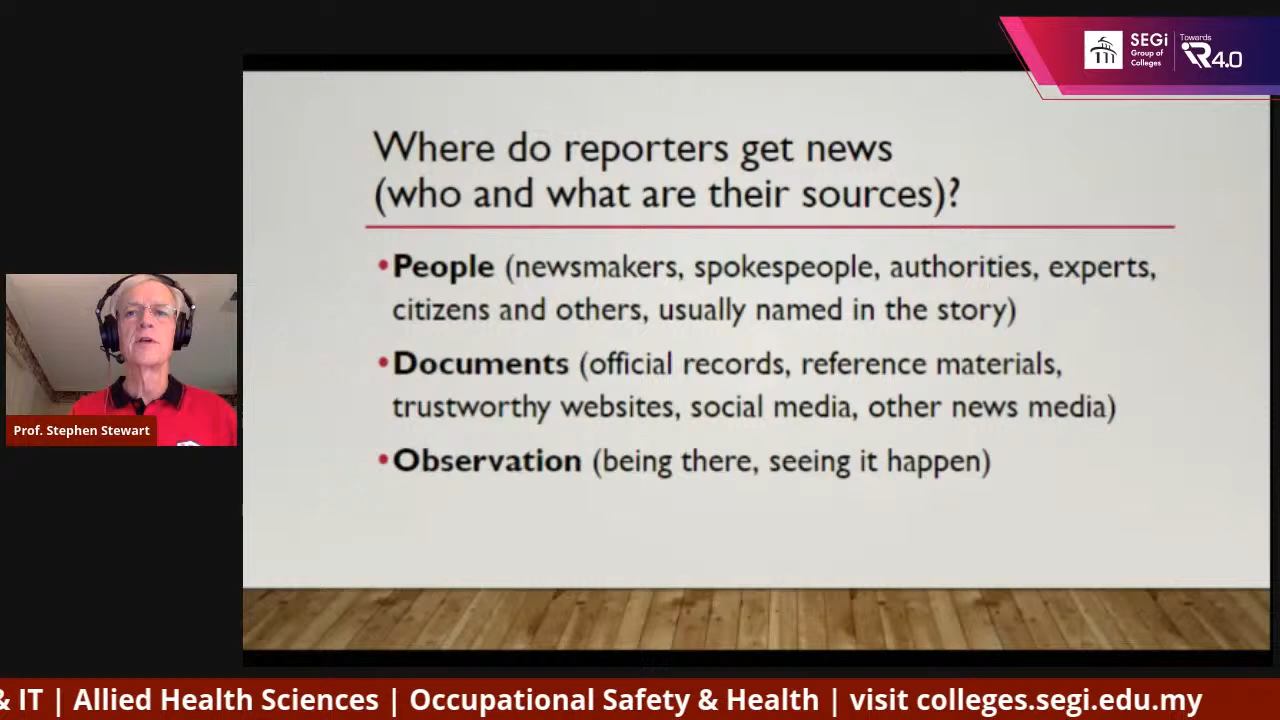 SEGi
Group of
Colleges
Towards
iR4.0
Where do reporters get news
(who and what are their sources)?
•People (newsmakers, spokespeople, authorities, experts,
citizens and others, usually named in the story)
•Documents (official records, reference materials,
trustworthy websites, social media, other news media)
•Observation (being there, seeing it happen)
Prof. Stephen Stewart
& IT | Allied Health Sciences | Occupational Safety & Health | visit colleges.segi.edu.my